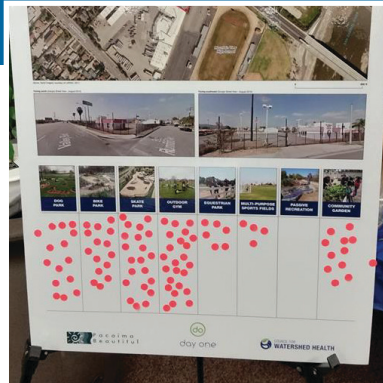 DOG
PARK
BIKE
PARK
SKATE
PARK
OUTDOOR
GYM
EQUESTRIAN
PARK
MULTI-PURPOSE
SPORTS FIELDS
PASSIVE
RECREATION
COMMUNITY
GARDEN
Pacoima
Beautiful
do
day one
WATERSHED HEALTH